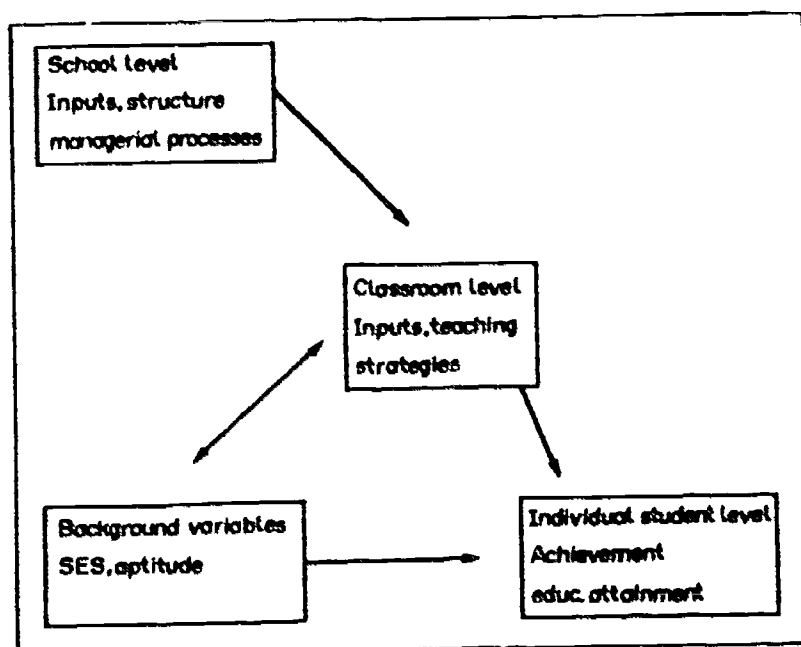 School level
Inputs, structure
managerial processes
Classroom level
Inputs, teaching
strategies
Background variables
SES, aptitude
Individual student level
Achievement
educ. attainment